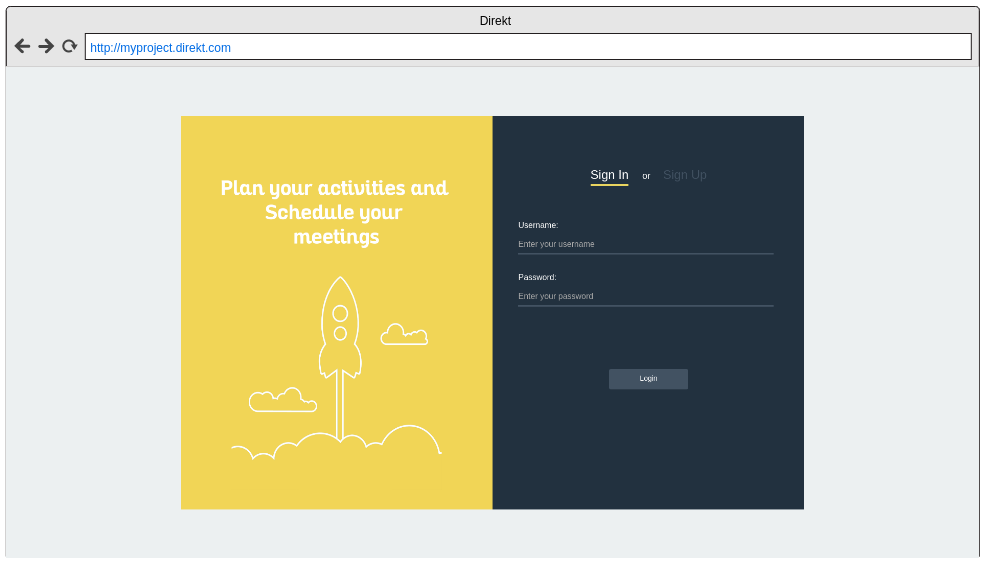 Direkt
http://myproject.direkt.com
Plan your activities and
Schedule your
meetings
Sign In or Sign Up
Username:
Enter your username
Password:
Enter your password
Login